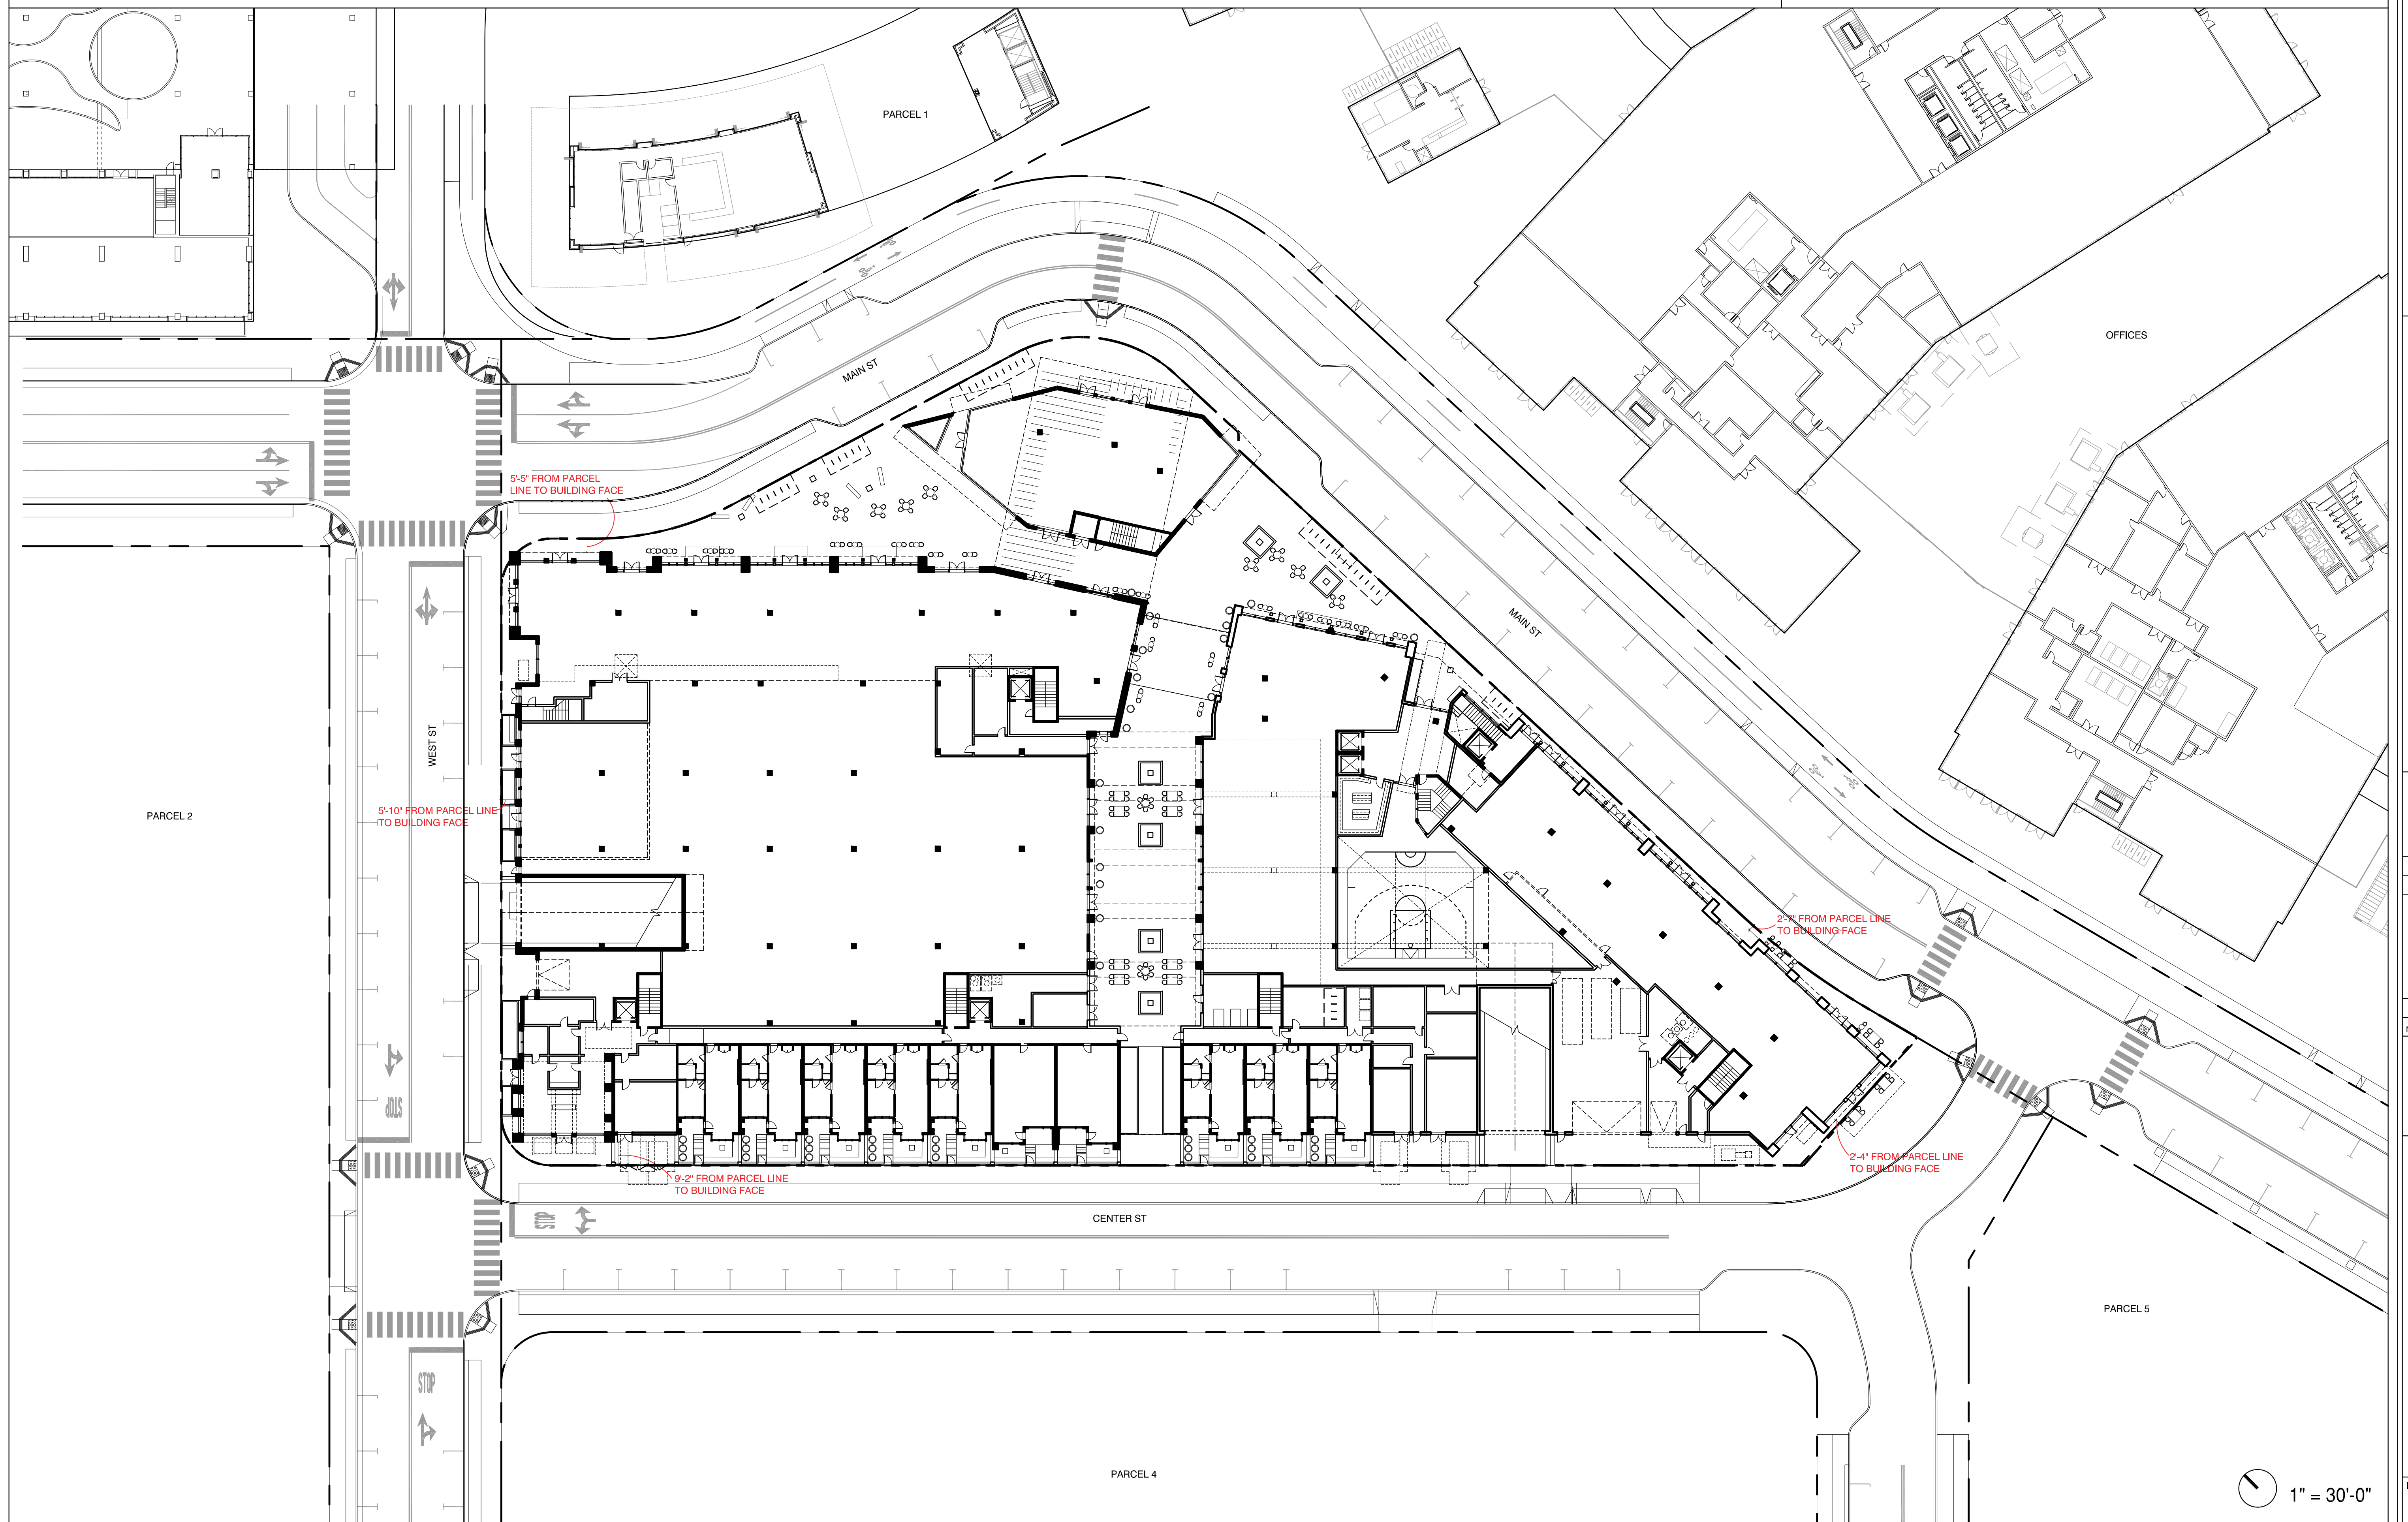 PARCEL 1
OFFICES
MAIN ST
5'-5" FROM PARCEL
LINE TO BUILDING FACE
MAIN ST
WEST ST
PARCEL 2
5'-10" FROM PARCEL LINE
TO BUILDING FACE
2'-7" FROM PARCEL LINE
TO BUILDING FACE
STOP
2'-4" FROM PARCEL LINE
TO BUILDING FACE
9'-2" FROM PARCEL LINE
TO BUILDING FACE
STOP
CENTER ST
PARCEL 5
STOP
PARCEL 4
1" = 30'-0"